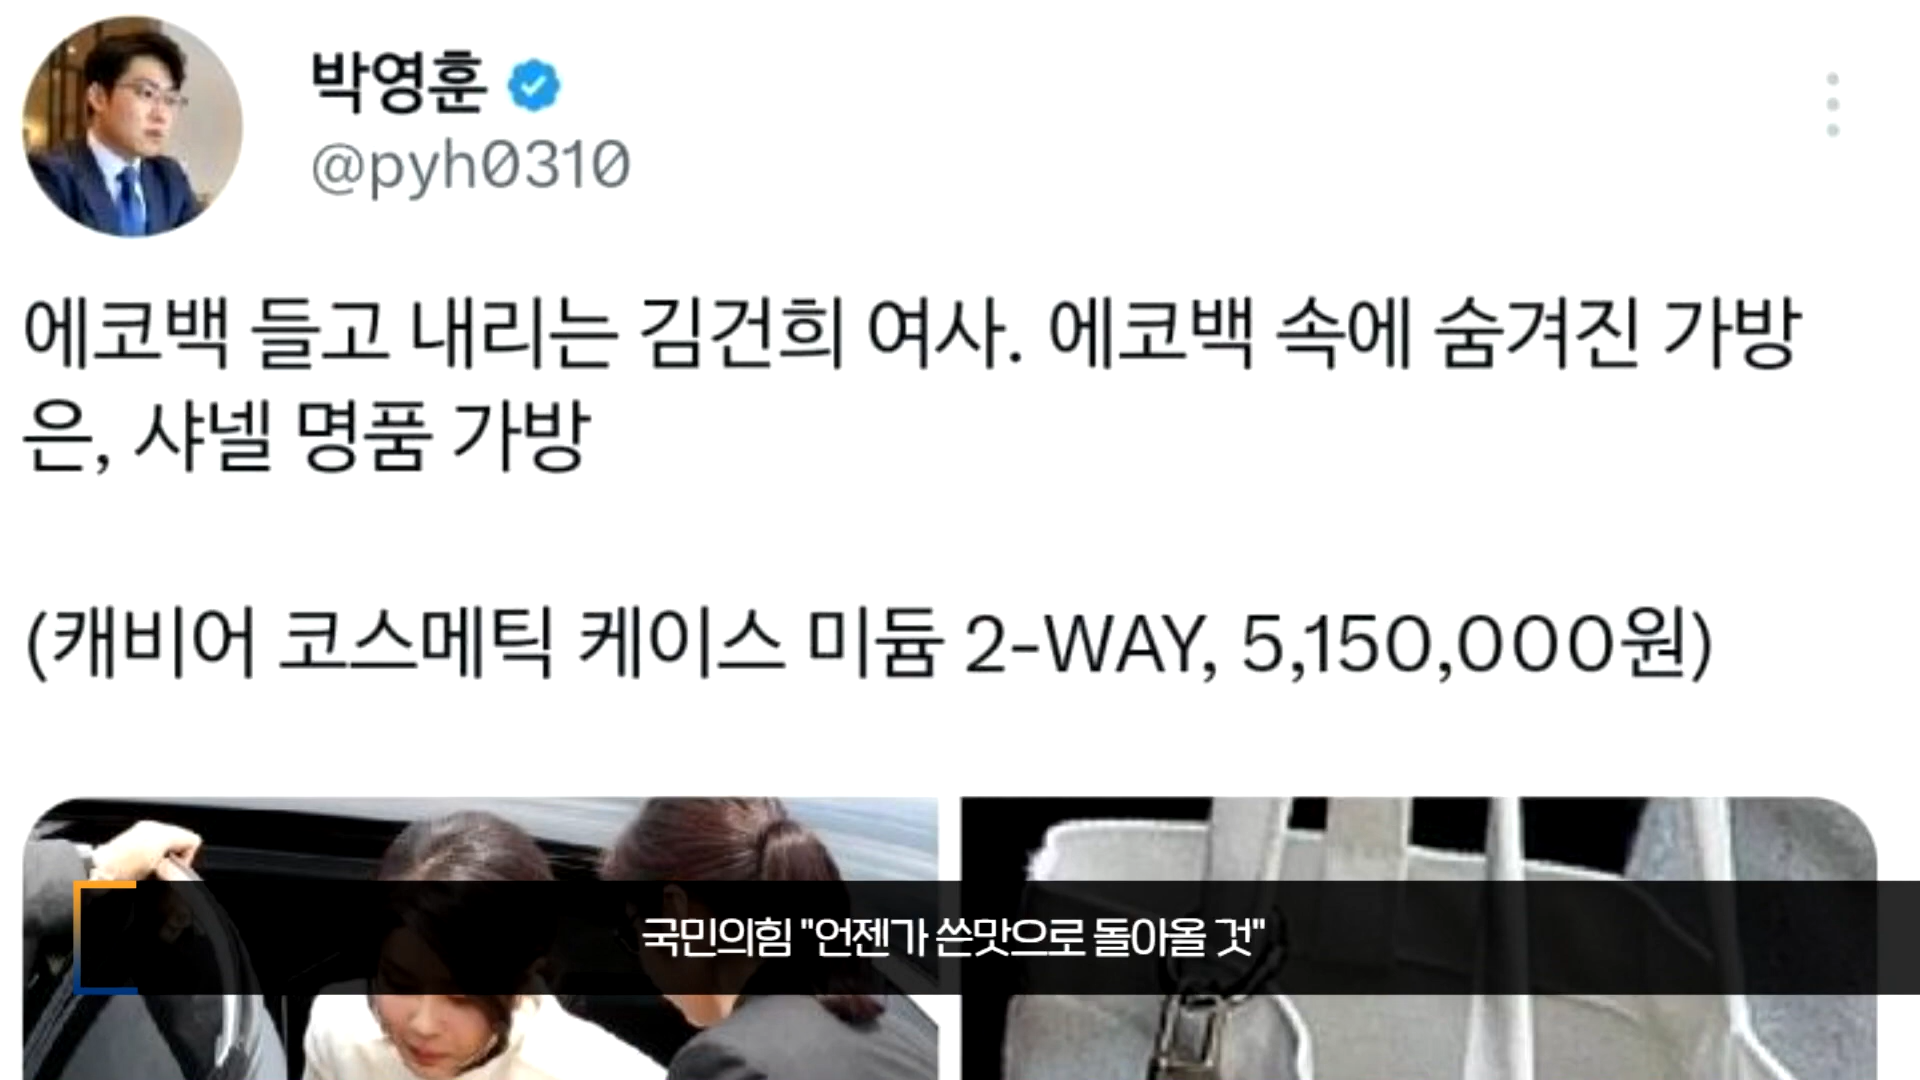 박영훈
@pyh0310
에코백 들고 내리는 김건희 여사. 에코백 속에 숨겨진 가방
은, 샤넬 명품 가방
(캐비어 코스메틱 케이스 미듐 2-WAY, 5,150,000원)
국민의힘 "언젠가 쓴맛으로 돌아올 것"